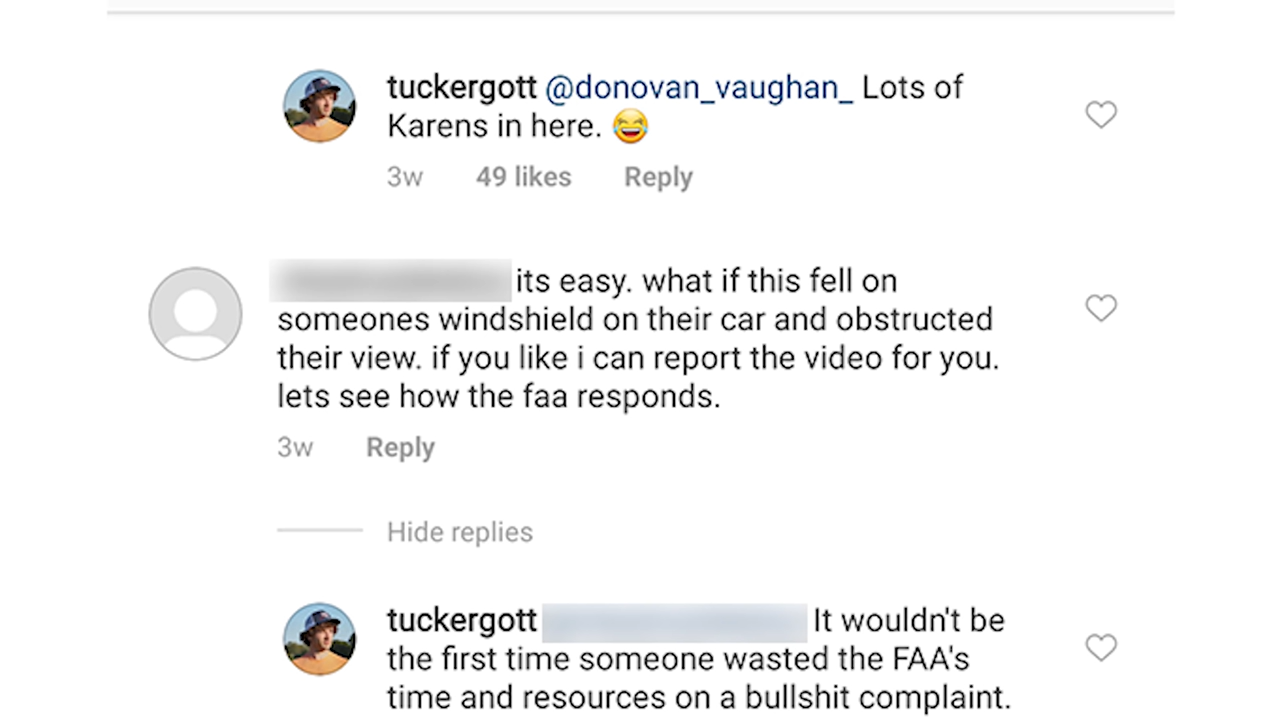 tuckergott @donovan_vaughan_ Lots of
Karens in here. 😂
3w 49 likes Reply
its easy. what if this fell on
someones windshield on their car and obstructed
their view. if you like i can report the video for you.
lets see how the faa responds.
3w Reply
Hide replies
tuckergott It wouldn't be
the first time someone wasted the FAA's
time and resources on a bullshit complaint.